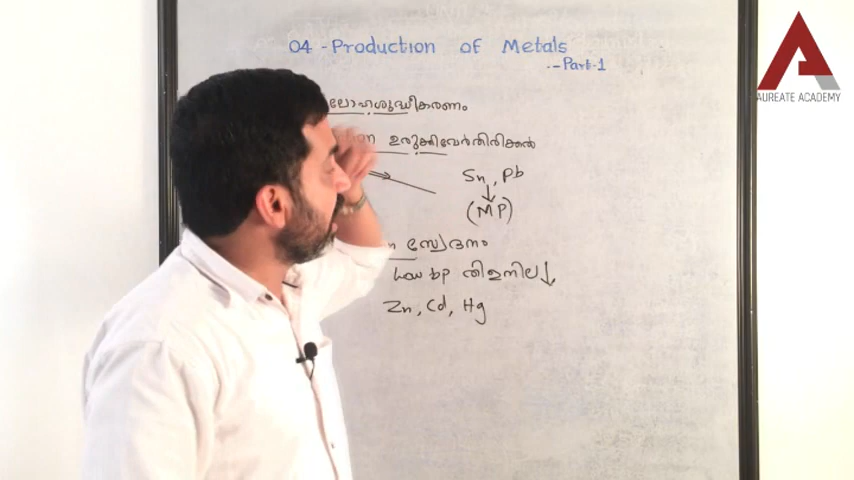 04 - Production of Metals
-- Part-1
ലോഹശുദ്ധീകരണം
ഉരുക്കിവേർതിരിക്കൽ
Sn, Pb
(MP)
സ്വേദനം
Low bp തിളനില
Zn, Cd, Hg
AUREATE ACADEMY